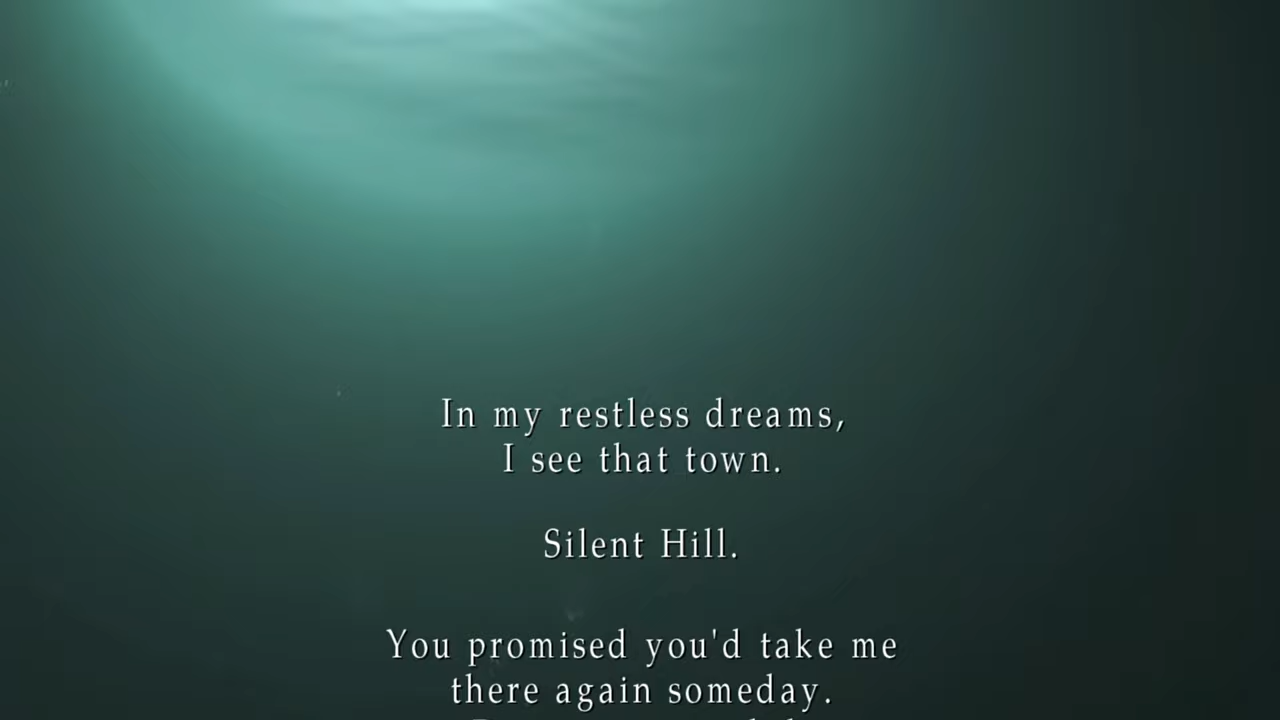 In my restless dreams,
I see that town.
Silent Hill.
You promised you'd take me
there again someday.